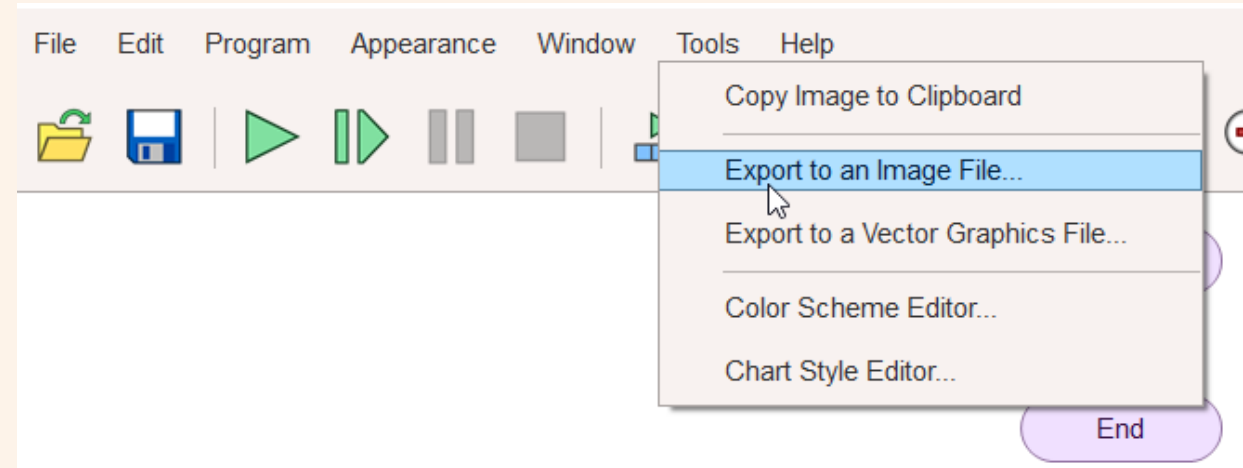 File Edit Program Appearance Window Tools Help
Copy Image to Clipboard
Export to an Image File...
Export to a Vector Graphics File...
Color Scheme Editor...
Chart Style Editor...
End